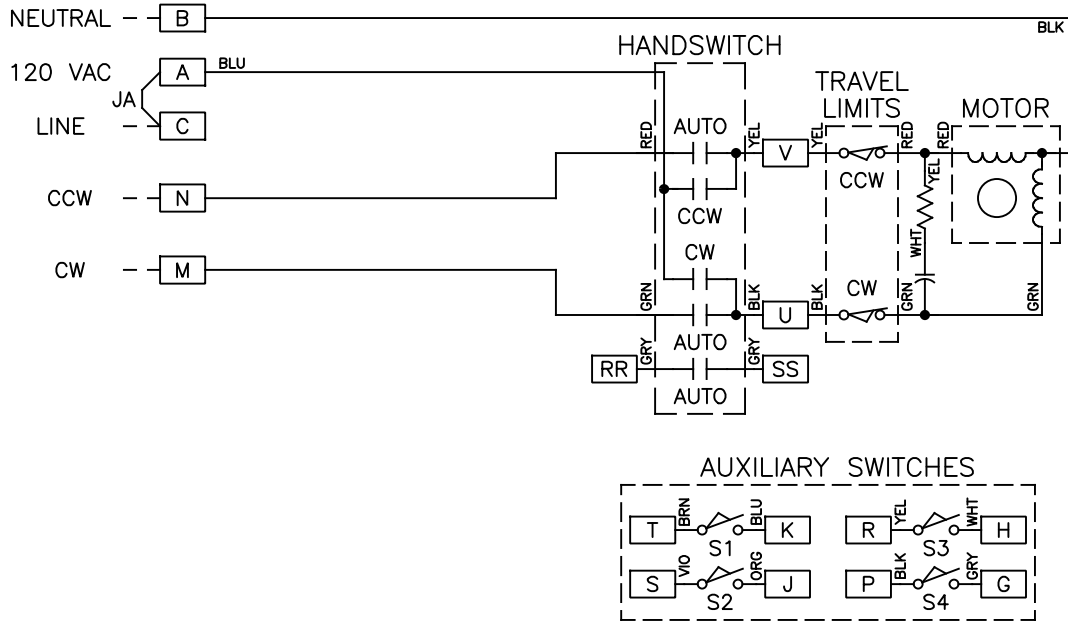 NEUTRAL B
BLK
HANDSWITCH
120 VAC A BLU
JA
LINE C
TRAVEL
LIMITS
MOTOR
RED AUTO YEL V YEL RED RED
CCW
YEL
CCW N
CCW
WHT
CW
CW M
GRN BLK U BLK CW GRN GRN
AUTO
RR GRY GRY SS
AUTO
AUXILIARY SWITCHES
T BRN BLU K R YEL WHT H
S1 S3
S VIO ORG J P BLK GRY G
S2 S4